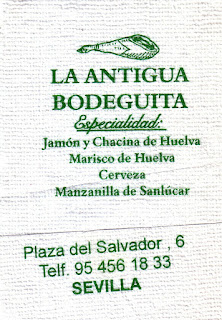 LA ANTIGUA
BODEGUITA
Especialidad:
Jamón y Chacina de Huelva
Marisco de Huelva
Cerveza
Manzanilla de Sanlúcar
Plaza del Salvador , 6
Telf. 95 456 18 33
SEVILLA